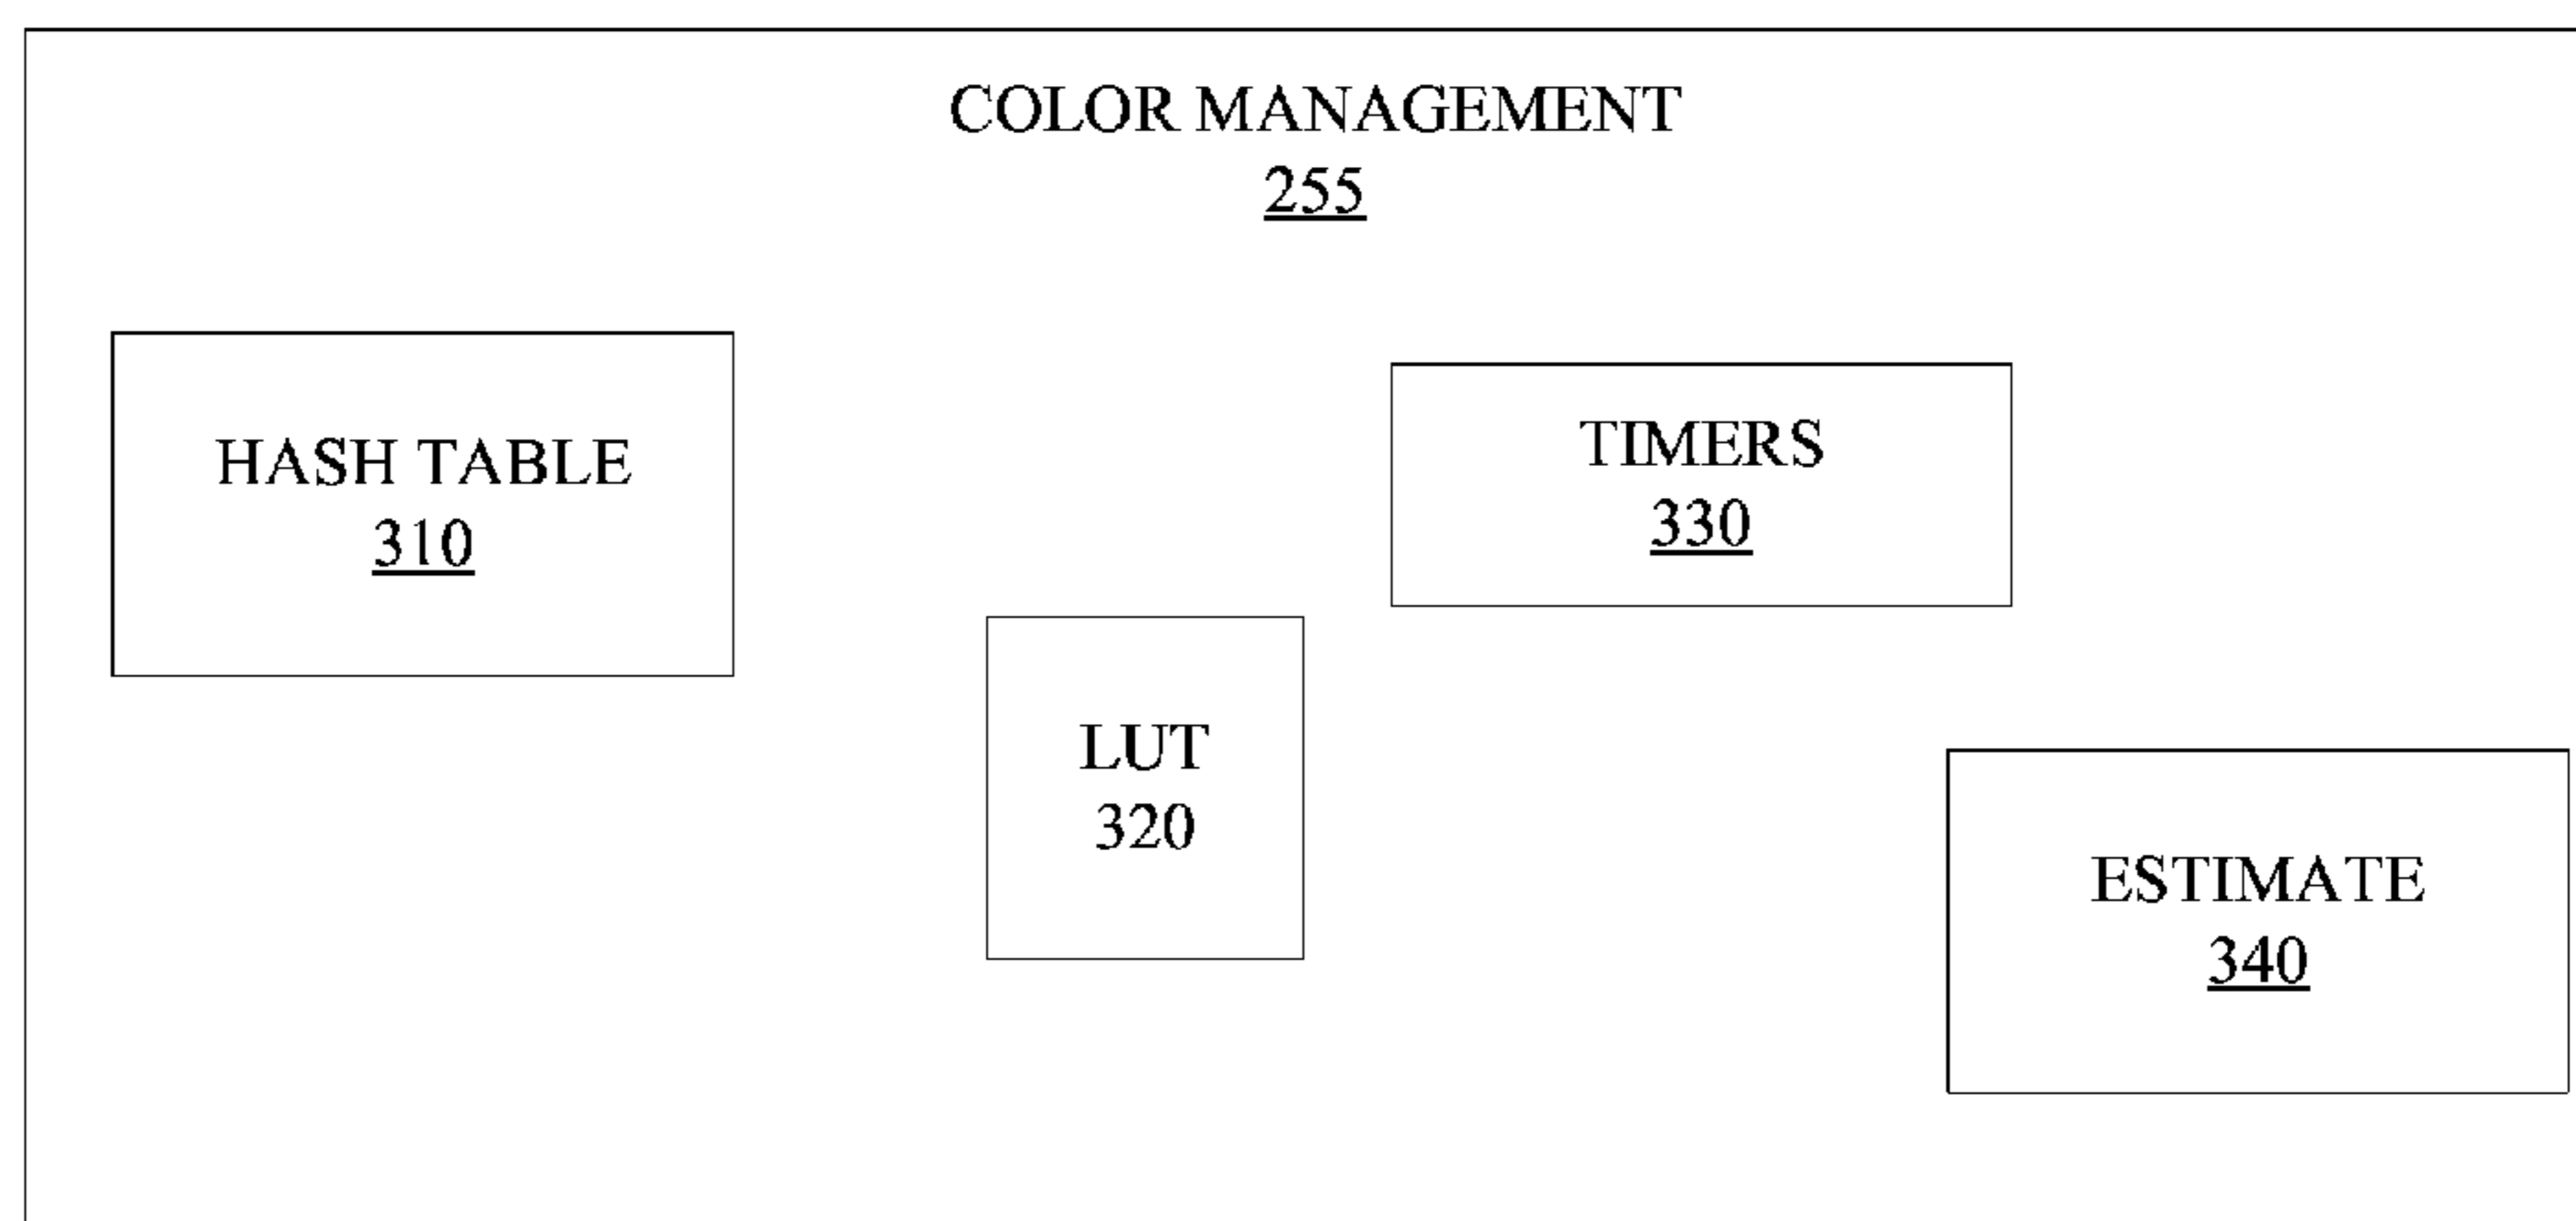 COLOR MANAGEMENT
255
HASH TABLE
310
TIMERS
330
LUT
320
ESTIMATE
340